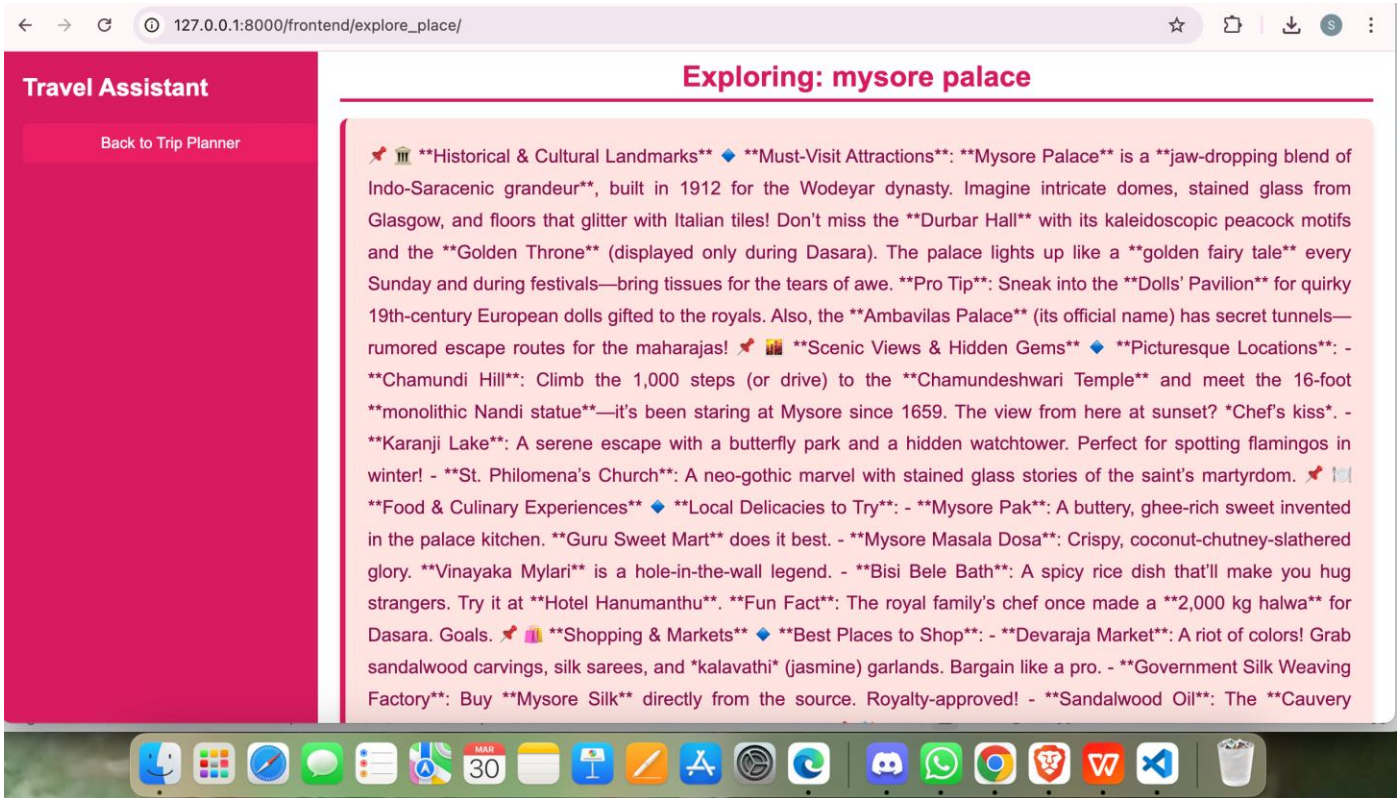 127.0.0.1:8000/frontend/explore_place/
S
Travel Assistant
Back to Trip Planner
Exploring: mysore palace
📌 🏛 **Historical & Cultural Landmarks** 🔹 **Must-Visit Attractions**: **Mysore Palace** is a **jaw-dropping blend of
Indo-Saracenic grandeur**, built in 1912 for the Wodeyar dynasty. Imagine intricate domes, stained glass from
Glasgow, and floors that glitter with Italian tiles! Don’t miss the **Durbar Hall** with its kaleidoscopic peacock motifs
and the **Golden Throne** (displayed only during Dasara). The palace lights up like a **golden fairy tale** every
Sunday and during festivals—bring tissues for the tears of awe. **Pro Tip**: Sneak into the **Dolls’ Pavilion** for quirky
19th-century European dolls gifted to the royals. Also, the **Ambavilas Palace** (its official name) has secret tunnels—
rumored escape routes for the maharajas! 📌 🌇 **Scenic Views & Hidden Gems** 🔹 **Picturesque Locations**: -
**Chamundi Hill**: Climb the 1,000 steps (or drive) to the **Chamundeshwari Temple** and meet the 16-foot
**monolithic Nandi statue**—it’s been staring at Mysore since 1659. The view from here at sunset? *Chef’s kiss*. -
**Karanji Lake**: A serene escape with a butterfly park and a hidden watchtower. Perfect for spotting flamingos in
winter! - **St. Philomena’s Church**: A neo-gothic marvel with stained glass stories of the saint’s martyrdom. 📌 🍽
**Food & Culinary Experiences** 🔹 **Local Delicacies to Try**: - **Mysore Pak**: A buttery, ghee-rich sweet invented
in the palace kitchen. **Guru Sweet Mart** does it best. - **Mysore Masala Dosa**: Crispy, coconut-chutney-slathered
glory. **Vinayaka Mylari** is a hole-in-the-wall legend. - **Bisi Bele Bath**: A spicy rice dish that’ll make you hug
strangers. Try it at **Hotel Hanumanthu**. **Fun Fact**: The royal family’s chef once made a **2,000 kg halwa** for
Dasara. Goals. 📌 🛍 **Shopping & Markets** 🔹 **Best Places to Shop**: - **Devaraja Market**: A riot of colors! Grab
sandalwood carvings, silk sarees, and *kalavathi* (jasmine) garlands. Bargain like a pro. - **Government Silk Weaving
Factory**: Buy **Mysore Silk** directly from the source. Royalty-approved! - **Sandalwood Oil**: The **Cauvery
MAR
30